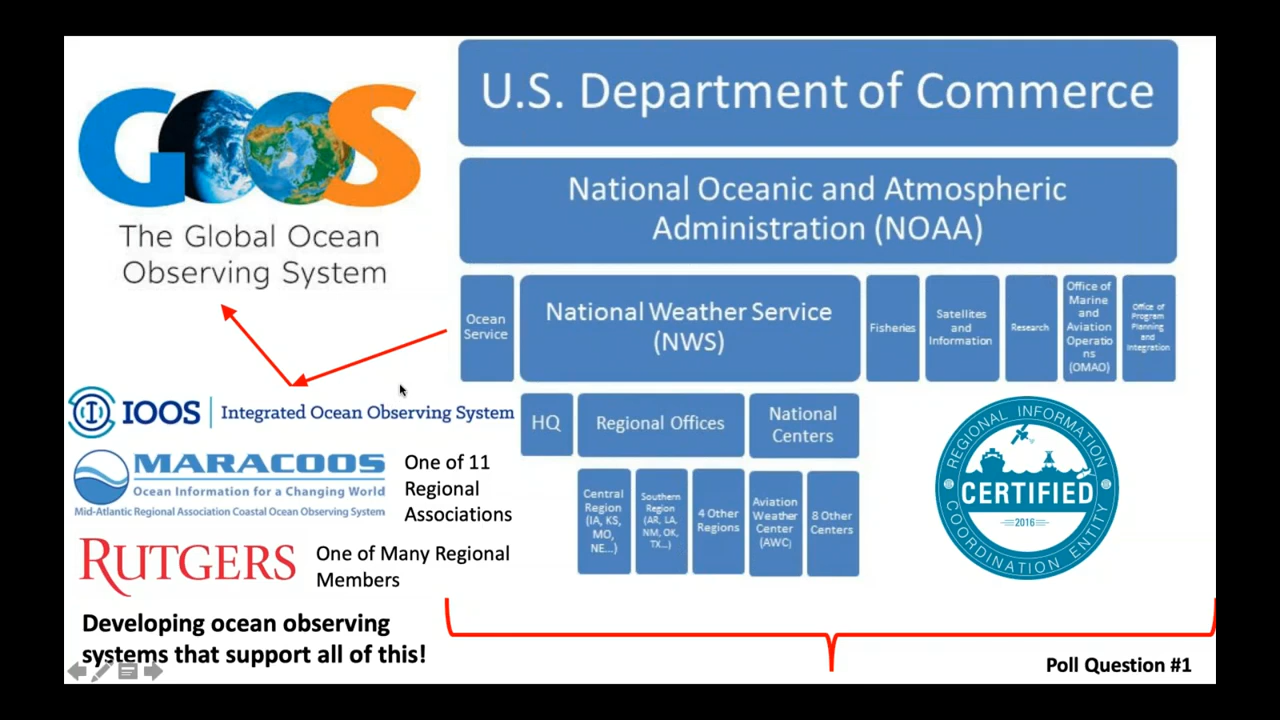 GOOS
The Global Ocean
Observing System
U.S. Department of Commerce
National Oceanic and Atmospheric
Administration (NOAA)
Ocean
Service
National Weather Service
(NWS)
Fisheries
Satellites
and
Information
Research
Office of
Marine
and
Aviation
Operatio
ns
(OMAO)
Office of
Program
Planning
and
Integration
HQ
Regional Offices
National
Centers
Central
Region
(IA, KS,
MO,
NE...)
Southern
Region
(AR, LA,
NM, OK,
TX...)
4 Other
Regions
Aviation
Weather
Center
(AWC)
8 Other
Centers
IOOS
Integrated Ocean Observing System
MARACOOS
Ocean Information for a Changing World
Mid-Atlantic Regional Association Coastal Ocean Observing System
One of 11
Regional
Associations
RUTGERS
One of Many Regional
Members
Developing ocean observing
systems that support all of this!
REGIONAL INFORMATION
CERTIFIED
2016
COORDINATION ENTITY
Poll Question #1